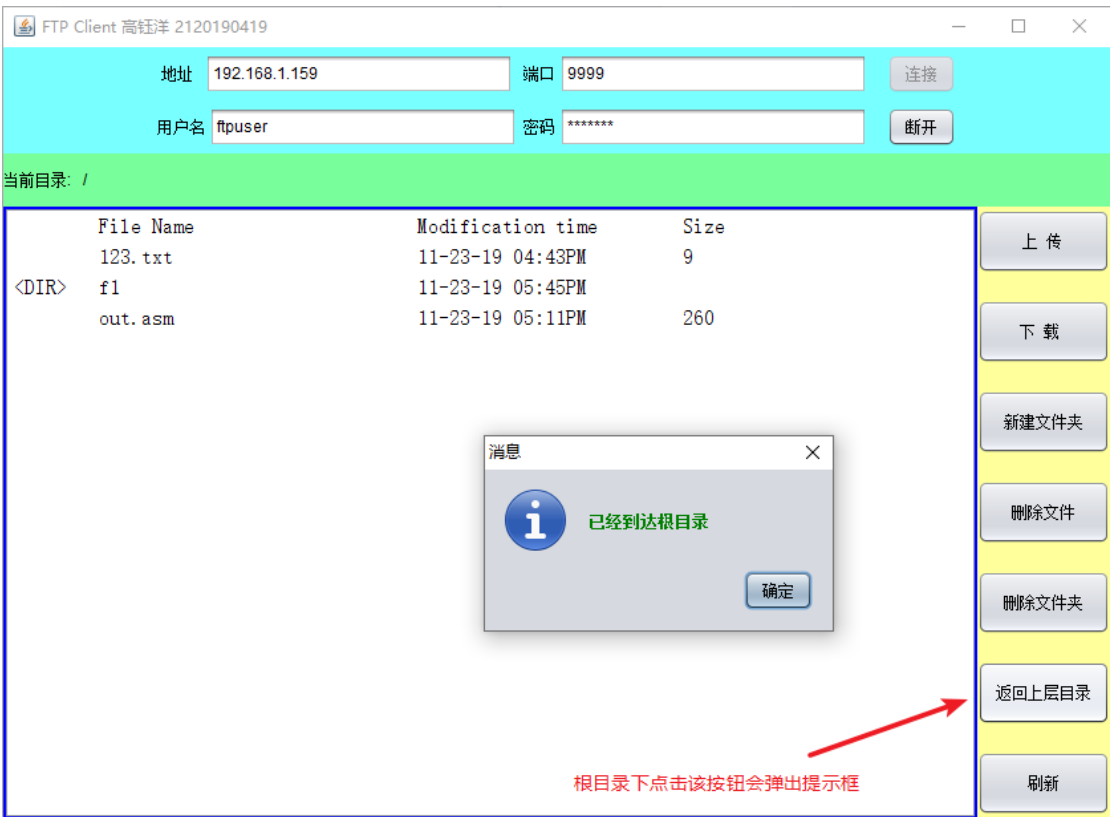 FTP Client 高钰洋 2120190419
地址 192.168.1.159 端口 9999 连接
用户名 ftpuser 密码 ******* 断开
当前目录: /
File Name Modification time Size
123.txt 11-23-19 04:43PM 9
<DIR> f1 11-23-19 05:45PM
out.asm 11-23-19 05:11PM 260
上 传
下 载
新建文件夹
删除文件
删除文件夹
返回上层目录
刷新
消息
已经到达根目录
确定
根目录下点击该按钮会弹出提示框